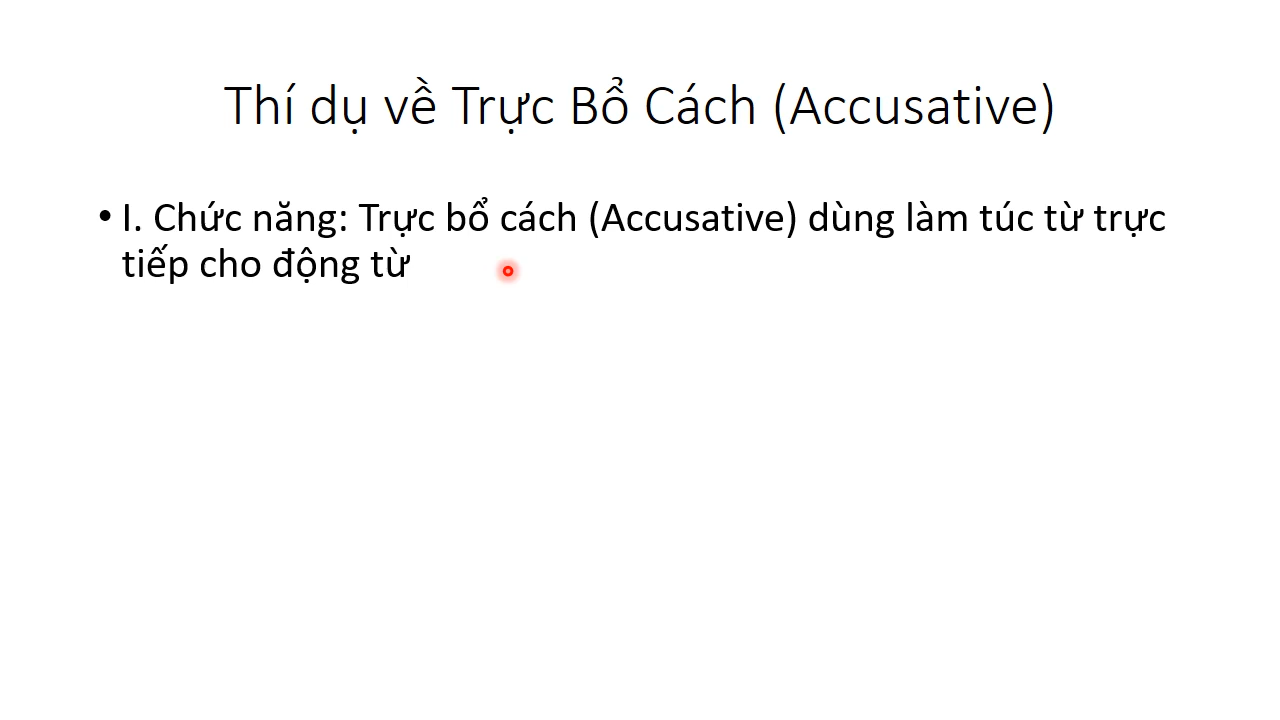 Thí dụ về Trực Bổ Cách (Accusative)
• I. Chức năng: Trực bổ cách (Accusative) dùng làm túc từ trực
tiếp cho động từ